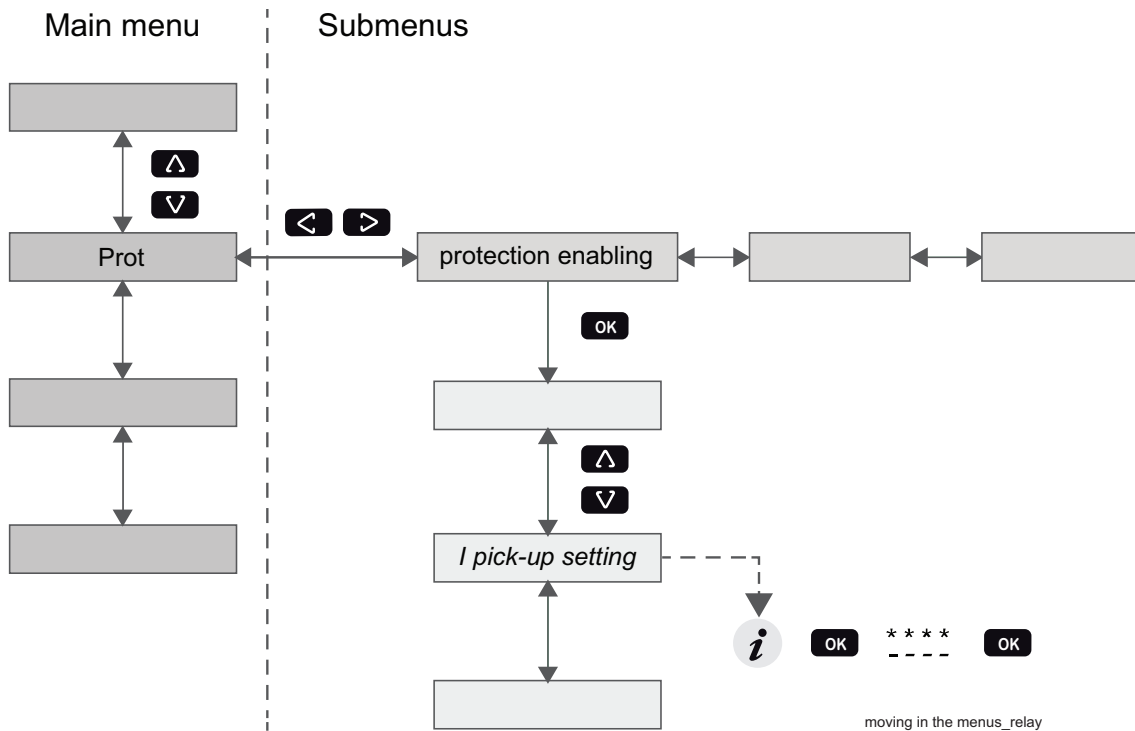 Main menu
Submenus
Prot
protection enabling
OK
I pick-up setting
i
OK
* * * *
_ _ _ _
OK
moving in the menus_relay